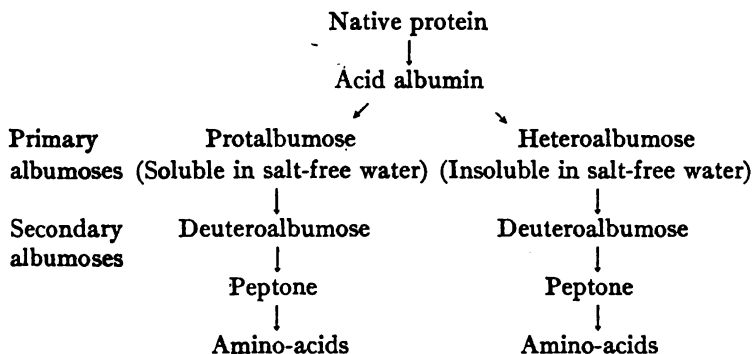 Native protein
Acid albumin
Primary Protalbumose Heteroalbumose
albumoses (Soluble in salt-free water) (Insoluble in salt-free water)
Secondary Deuteroalbumose Deuteroalbumose
albumoses
Peptone Peptone
Amino-acids Amino-acids